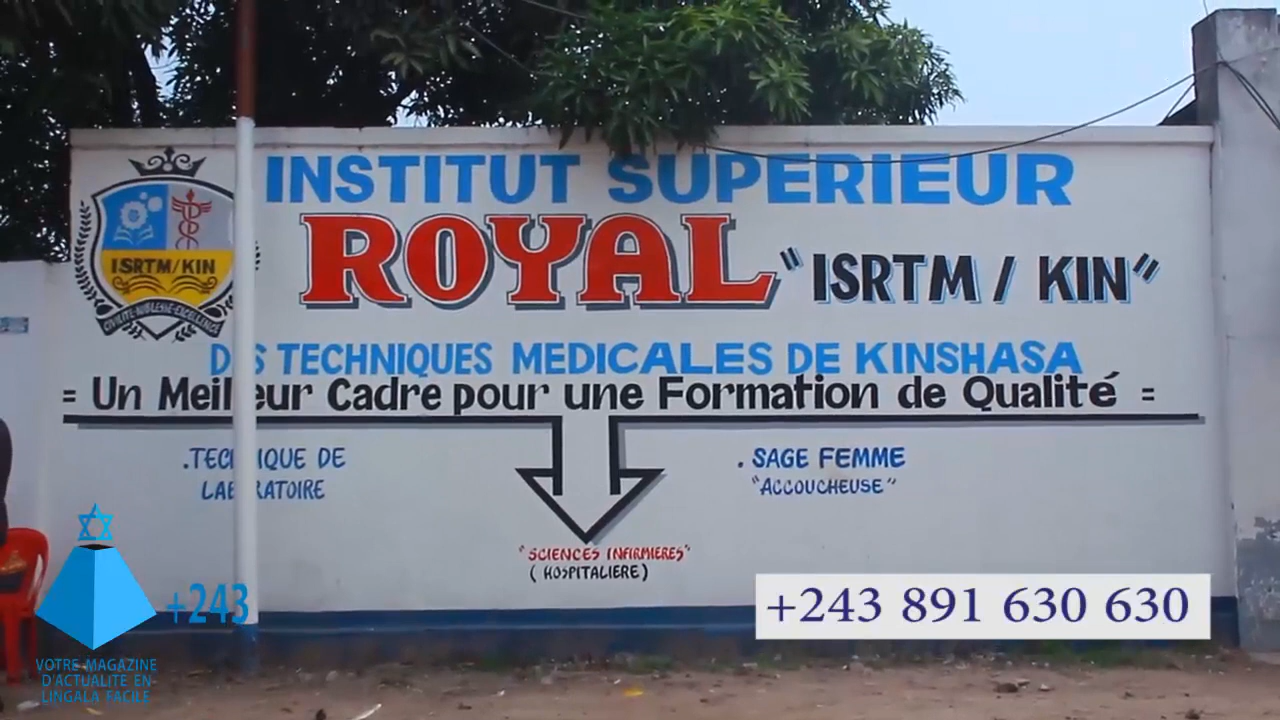 INSTITUT SUPERIEUR
ROYAL "ISRTM / KIN"
ISRTM/KIN
DES TECHNIQUES MEDICALES DE KINSHASA
= Un Meilleur Cadre pour une Formation de Qualité =
.TECHNIQUE DE
LABORATOIRE
. SAGE FEMME
"ACCOUCHEUSE"
"SCIENCES INFIRMIERES"
( HOSPITALIERE )
+243 891 630 630
+243
VOTRE MAGAZINE
D'ACTUALITE EN
LINGALA FACILE